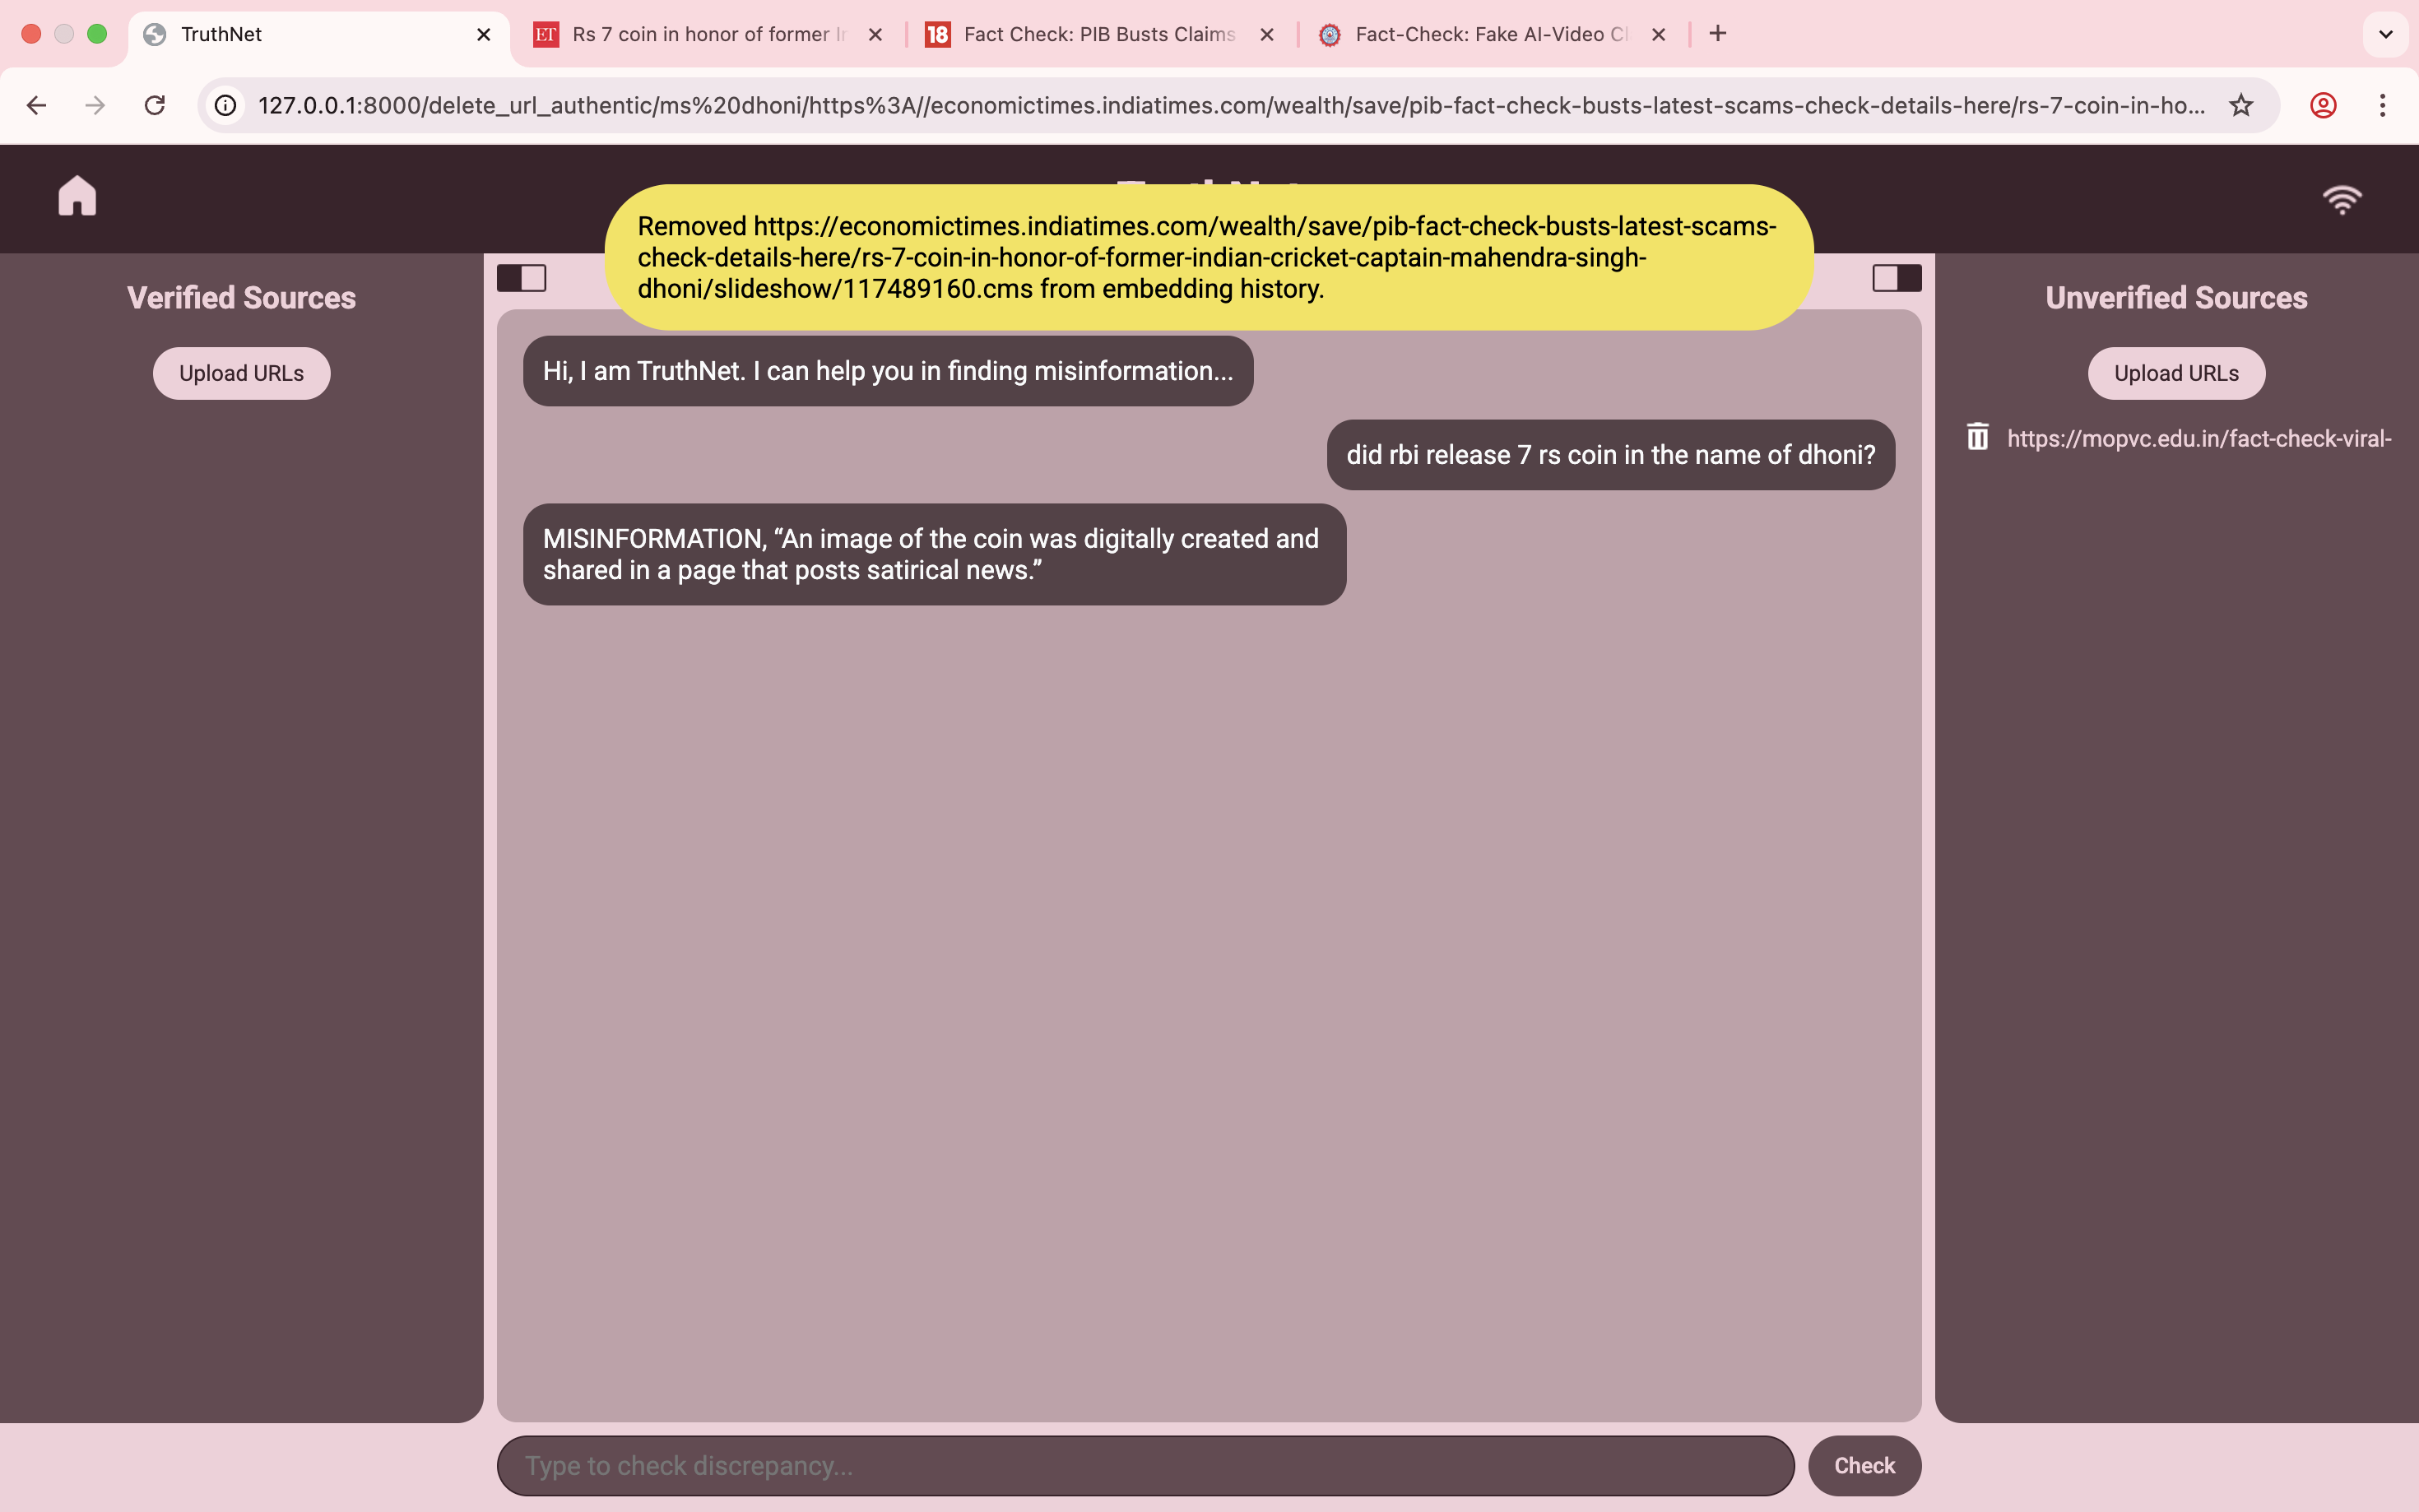 TruthNet
Rs 7 coin in honor of former
Fact Check: PIB Busts Claims
Fact-Check: Fake AI-Video
127.0.0.1:8000/delete_url_authentic/ms%20dhoni/https%3A//economictimes.indiatimes.com/wealth/save/pib-fact-check-busts-latest-scams-check-details-here/rs-7-coin-in-ho...
Removed https://economictimes.indiatimes.com/wealth/save/pib-fact-check-busts-latest-scams-
check-details-here/rs-7-coin-in-honor-of-former-indian-cricket-captain-mahendra-singh-
dhoni/slideshow/117489160.cms from embedding history.
Verified Sources
Upload URLs
Hi, I am TruthNet. I can help you in finding misinformation...
did rbi release 7 rs coin in the name of dhoni?
MISINFORMATION, “An image of the coin was digitally created and
shared in a page that posts satirical news.”
Type to check discrepancy...
Check
Unverified Sources
Upload URLs
https://mopvc.edu.in/fact-check-viral-